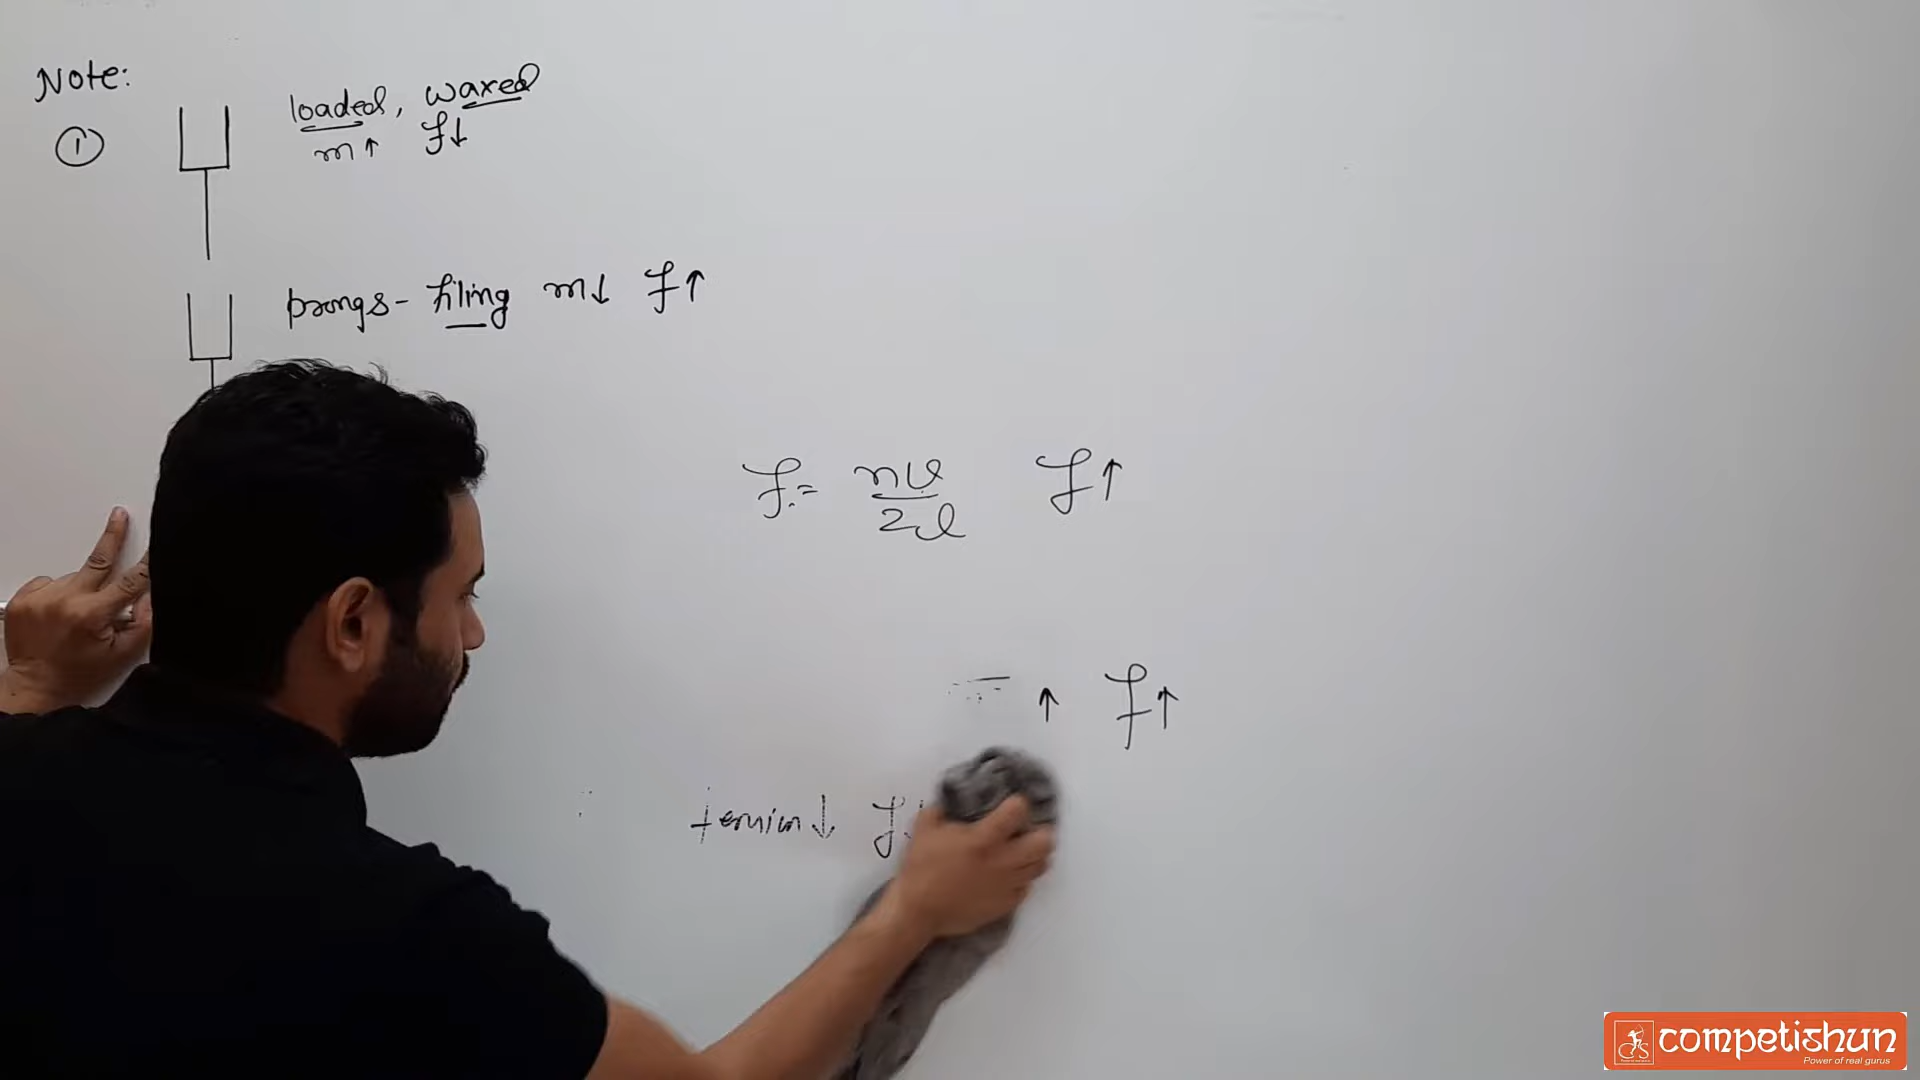 Note:
① loaded, waxed
m↑ f↓
prongs- filing m↓ f↑
f = nv/2l f↑
↑ f↑
tension↓ f↓
competishun
Power of real gurus